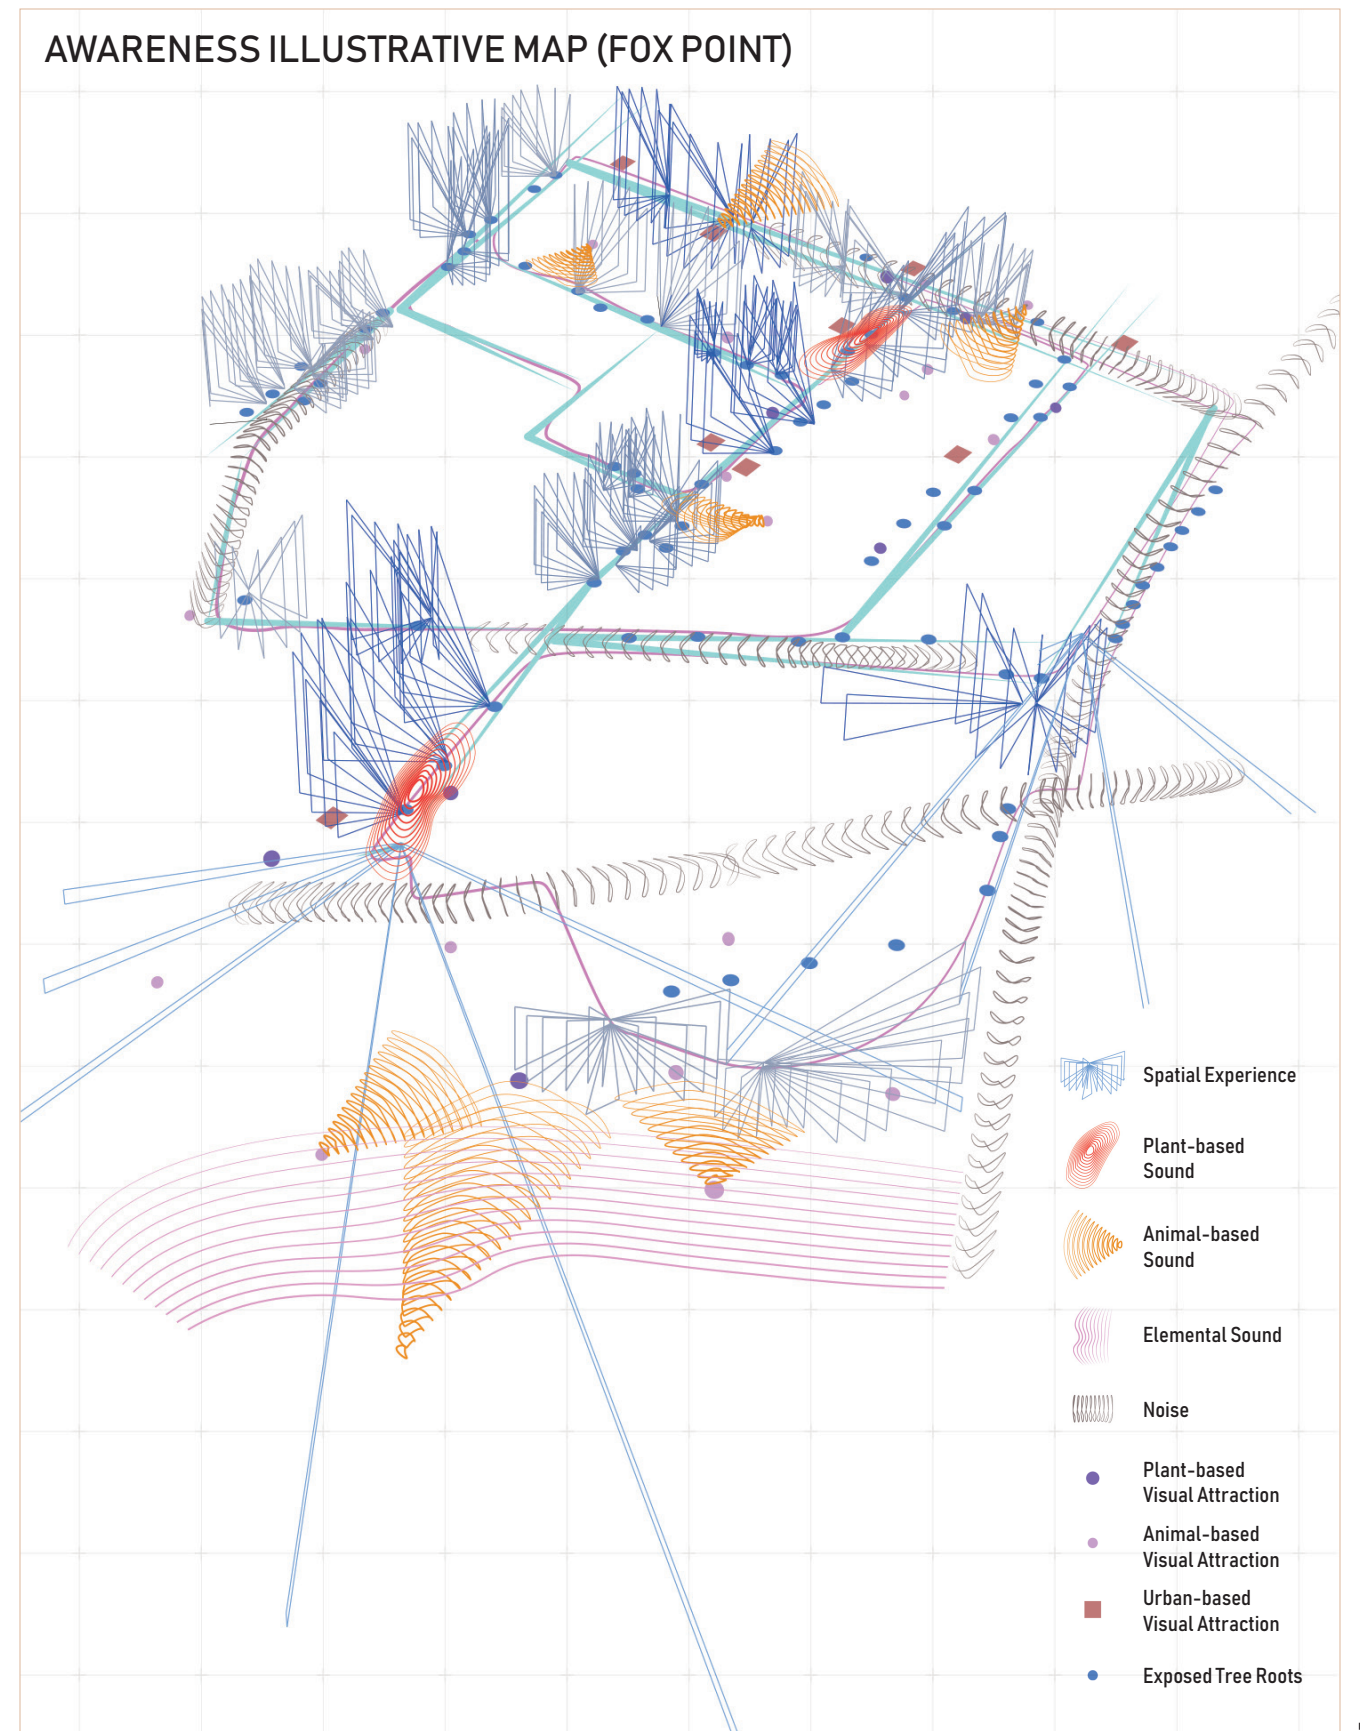 AWARENESS ILLUSTRATIVE MAP (FOX POINT)
Spatial Experience
Plant-based
Sound
Animal-based
Sound
Elemental Sound
Noise
Plant-based
Visual Attraction
Animal-based
Visual Attraction
Urban-based
Visual Attraction
Exposed Tree Roots